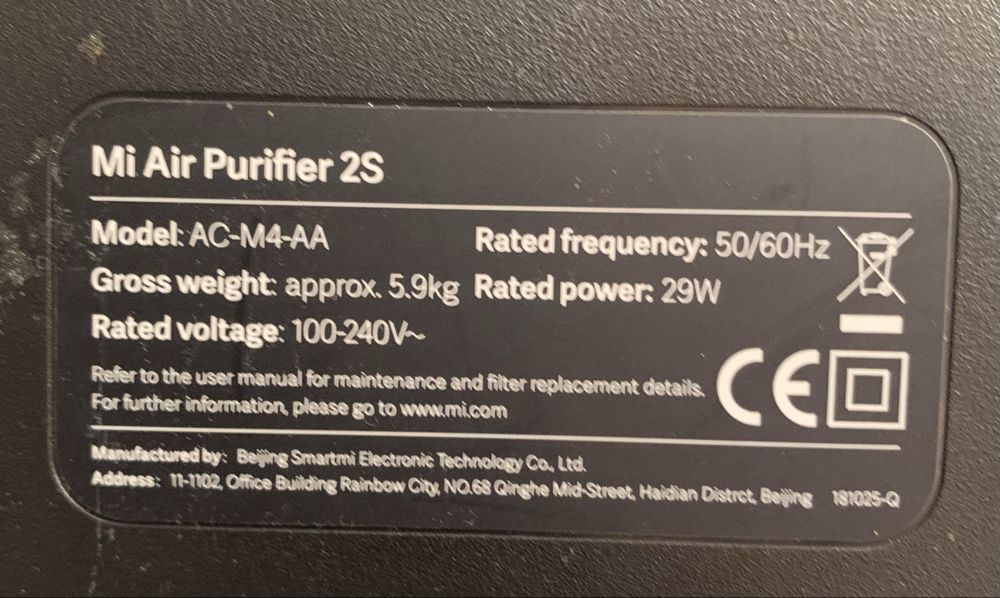 Mi Air Purifier 2S
Model: AC-M4-AA
Rated frequency: 50/60Hz
Gross weight: approx. 5.9kg
Rated power: 29W
Rated voltage: 100-240V~
Refer to the user manual for maintenance and filter replacement details.
For further information, please go to www.mi.com
CE
Manufactured by: Beijing Smartmi Electronic Technology Co., Ltd.
Address: 11-1102, Office Building Rainbow City, NO.68 Qinghe Mid-Street, Haidian Distrct, Beijing
181025-Q